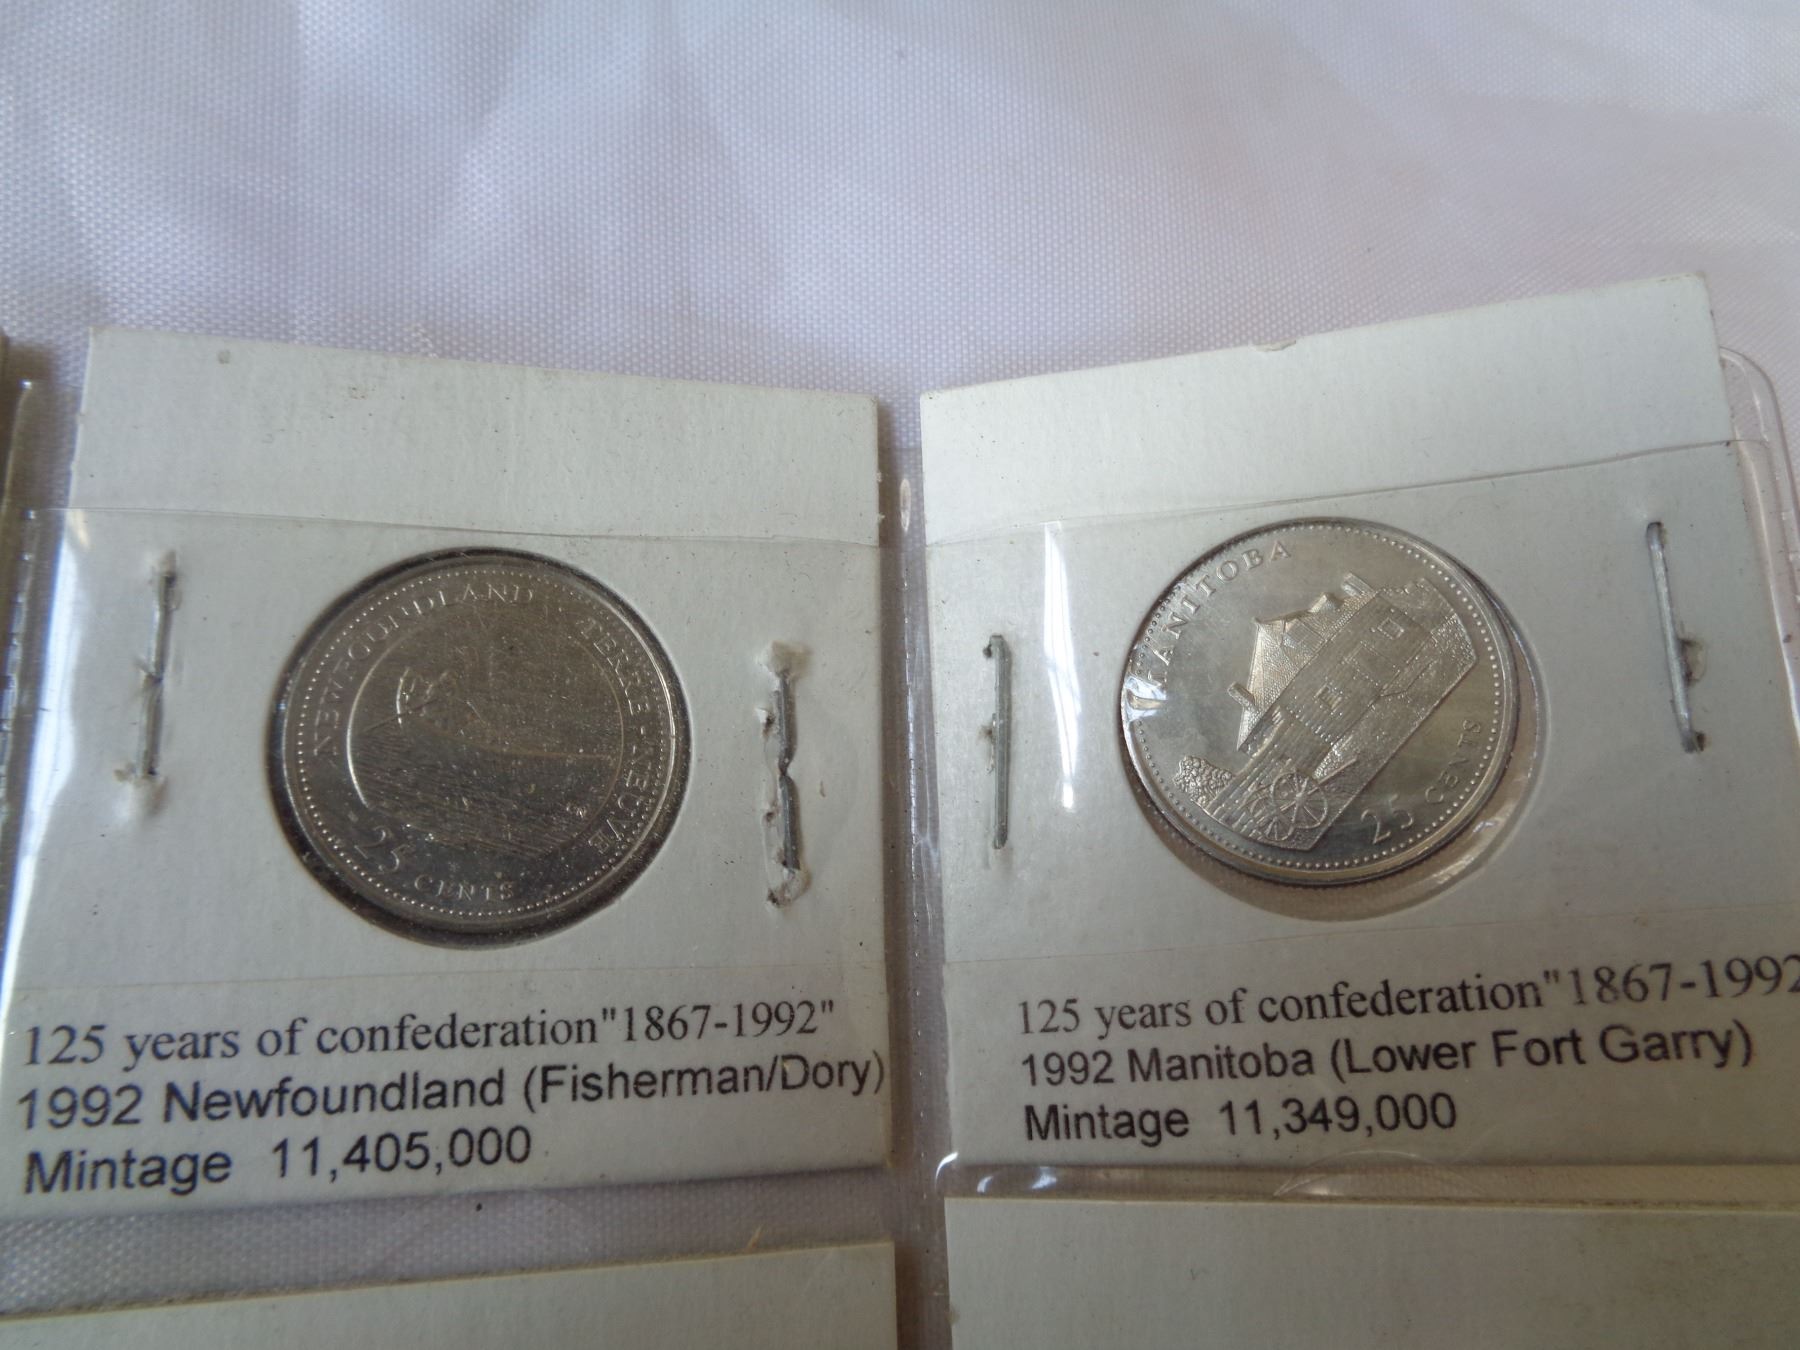 NEWFOUNDLAND TERRE-NEUVE
25 CENTS
125 years of confederation"1867-1992"
1992 Newfoundland (Fisherman/Dory)
Mintage 11,405,000
MANITOBA
25 CENTS
125 years of confederation"1867-1992
1992 Manitoba (Lower Fort Garry)
Mintage 11,349,000